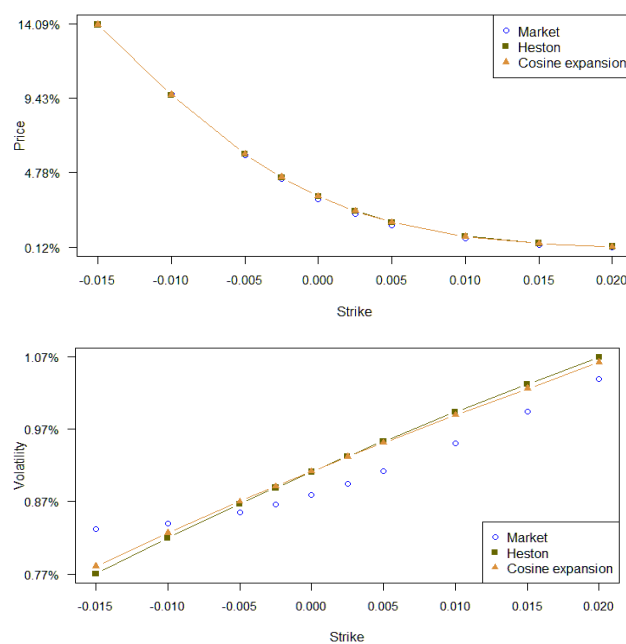 14.09%
Market
Heston
Cosine expansion
9.43%
Price
4.78%
0.12%
-0.015 -0.010 -0.005 0.000 0.005 0.010 0.015 0.020
Strike
1.07%
0.97%
Volatility
0.87%
Market
Heston
Cosine expansion
0.77%
-0.015 -0.010 -0.005 0.000 0.005 0.010 0.015 0.020
Strike